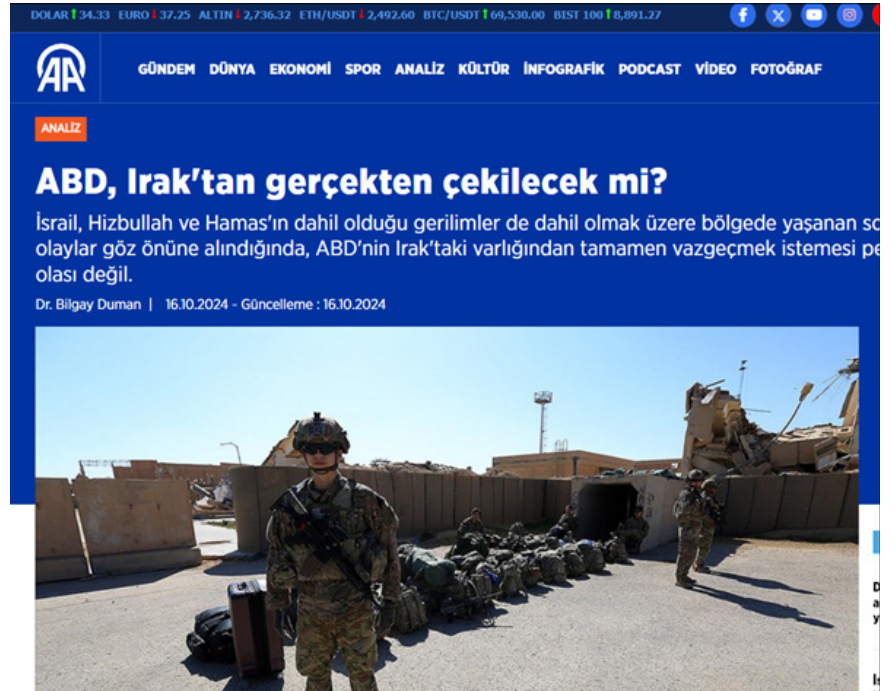 DOLAR 34.33 EURO 37.25 ALTIN 2,736.32 ETH/USDT 2,492.60 BTC/USDT 69,530.00 BIST 100 8,891.27
AA GÜNDEM DÜNYA EKONOMİ SPOR ANALİZ KÜLTÜR İNFOGRAFİK PODCAST VİDEO FOTOĞRAF
ANALİZ
ABD, Irak'tan gerçekten çekilecek mi?
İsrail, Hizbullah ve Hamas'ın dahil olduğu gerilimler de dahil olmak üzere bölgede yaşanan
olaylar göz önüne alındığında, ABD'nin Irak'taki varlığından tamamen vazgeçmek istemesi
olası değil.
Dr. Bilgay Duman | 16.10.2024 - Güncelleme : 16.10.2024